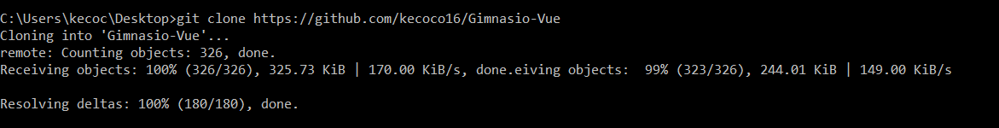 C:\Users\kecoc\Desktop>git clone https://github.com/kecoco16/Gimnasio-Vue
Cloning into 'Gimnasio-Vue'...
remote: Counting objects: 326, done.
Receiving objects: 100% (326/326), 325.73 KiB | 170.00 KiB/s, done.eiving objects:  99% (323/326), 244.01 KiB | 149.00 KiB/s
Resolving deltas: 100% (180/180), done.